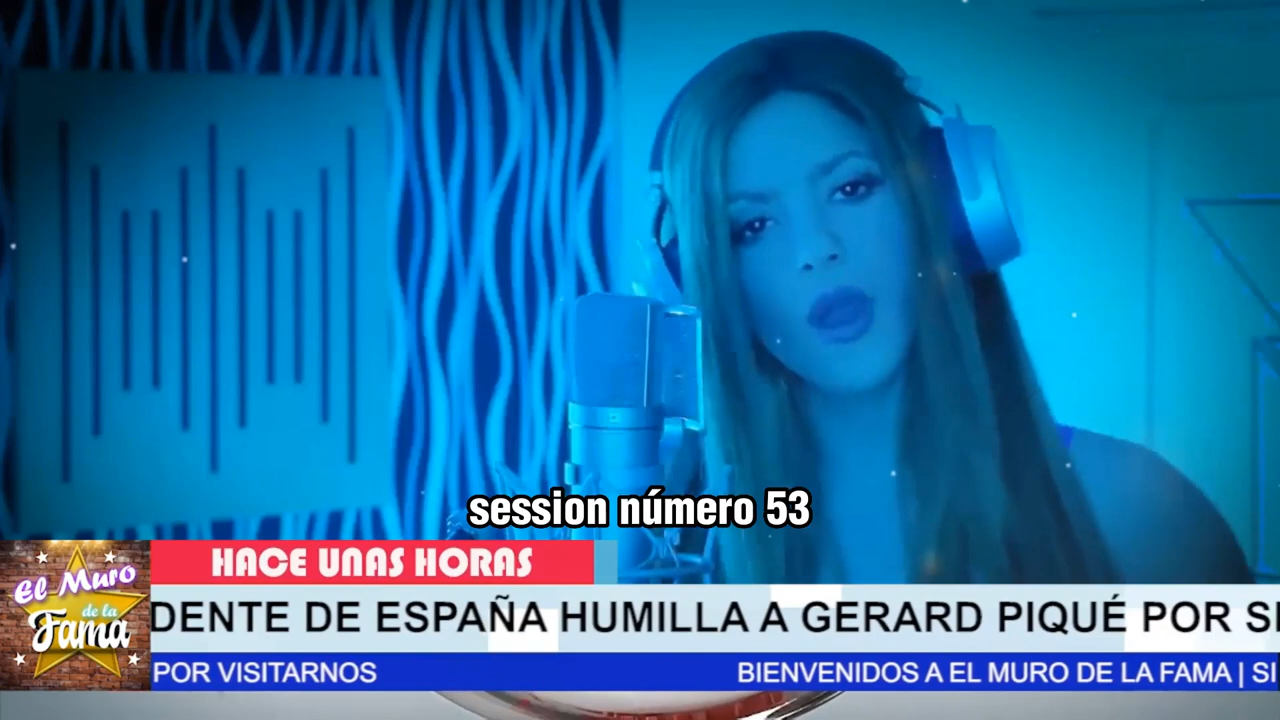 session número 53
HACE UNAS HORAS
El Muro
de la
Fama
DENTE DE ESPAÑA HUMILLA A GERARD PIQUÉ POR
POR VISITARNOS
BIENVENIDOS A EL MURO DE LA FAMA | SI